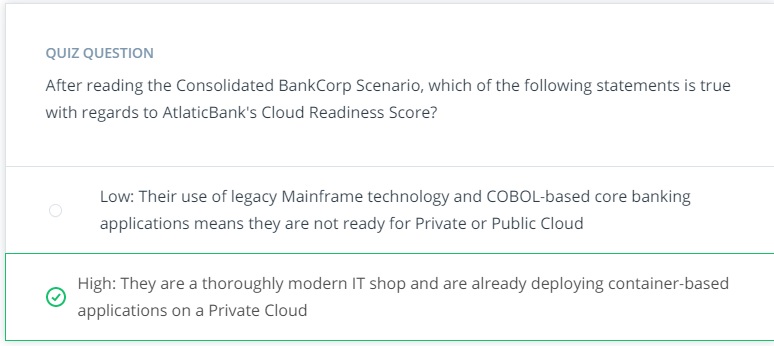 QUIZ QUESTION
After reading the Consolidated BankCorp Scenario, which of the following statements is true
with regards to AtlaticBank's Cloud Readiness Score?
Low: Their use of legacy Mainframe technology and COBOL-based core banking
applications means they are not ready for Private or Public Cloud
High: They are a thoroughly modern IT shop and are already deploying container-based
applications on a Private Cloud